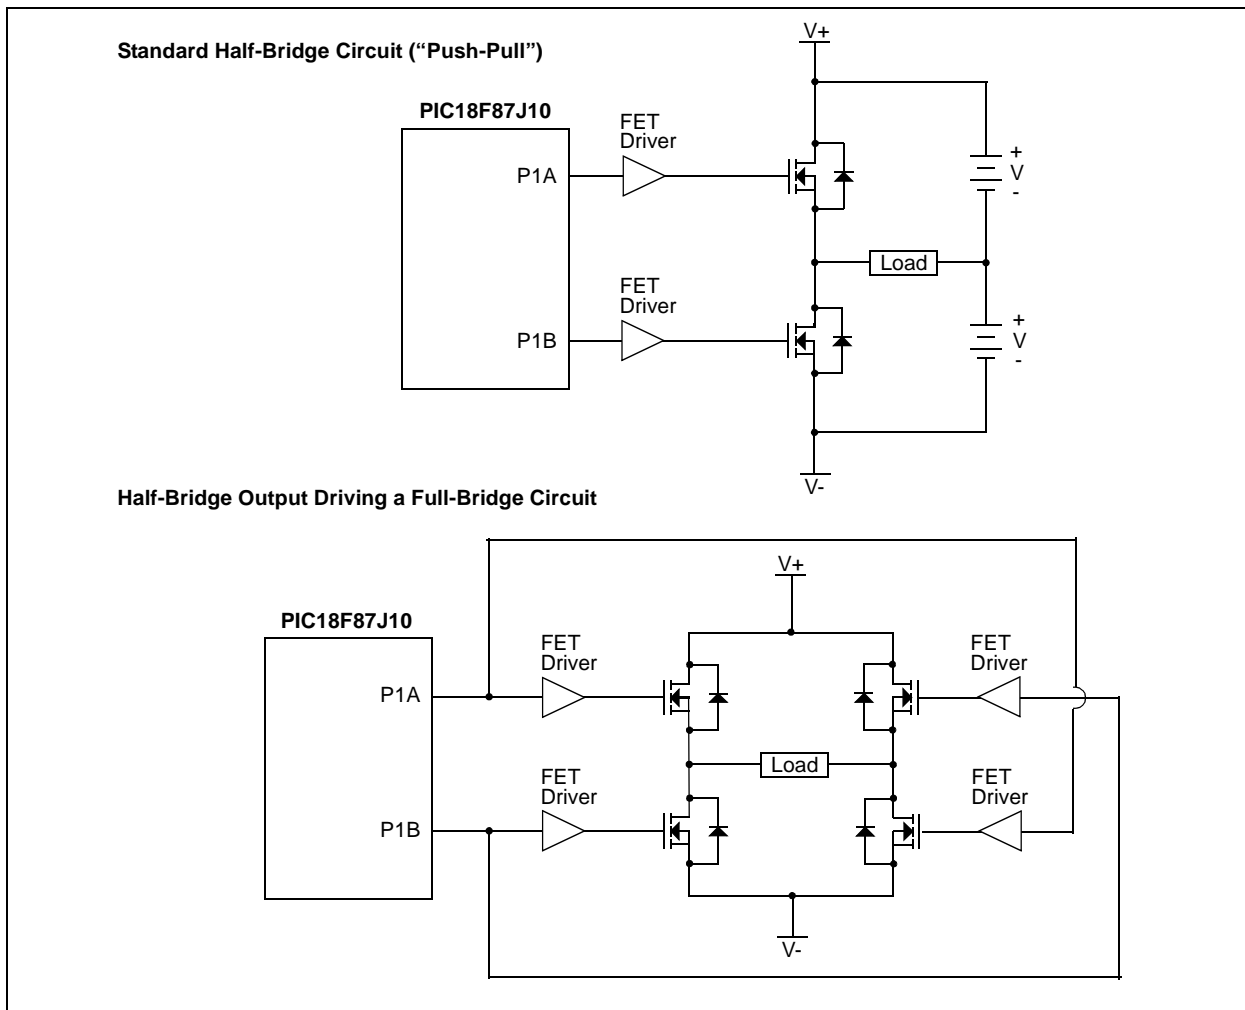 Standard Half-Bridge Circuit (“Push-Pull”)
V+
PIC18F87J10
FET
Driver
P1A
+
V
-
Load
FET
Driver
P1B
+
V
-
V-
Half-Bridge Output Driving a Full-Bridge Circuit
V+
PIC18F87J10
FET
Driver
FET
Driver
P1A
Load
FET
Driver
FET
Driver
P1B
V-